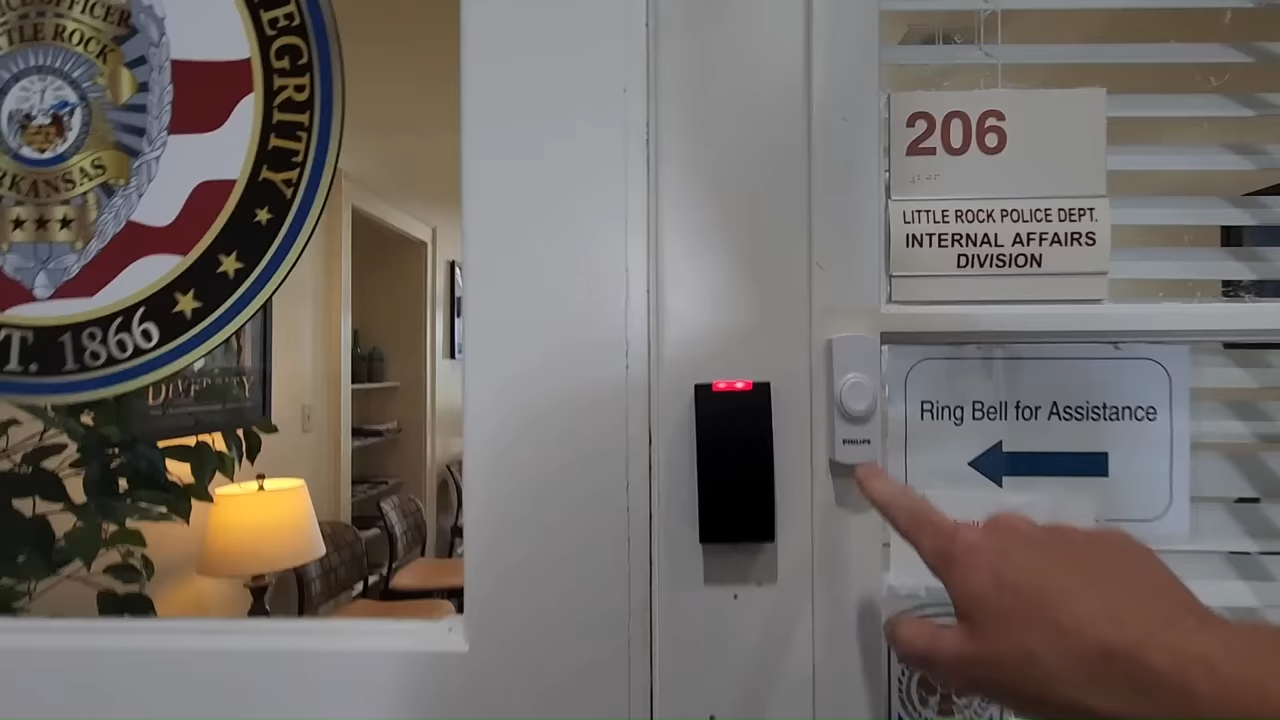 CE OFFICER
TTLE ROCK
RKANSAS
EGRITY
T. 1866
DIVERSITY
206
LITTLE ROCK POLICE DEPT.
INTERNAL AFFAIRS
DIVISION
PHILIPS
Ring Bell for Assistance